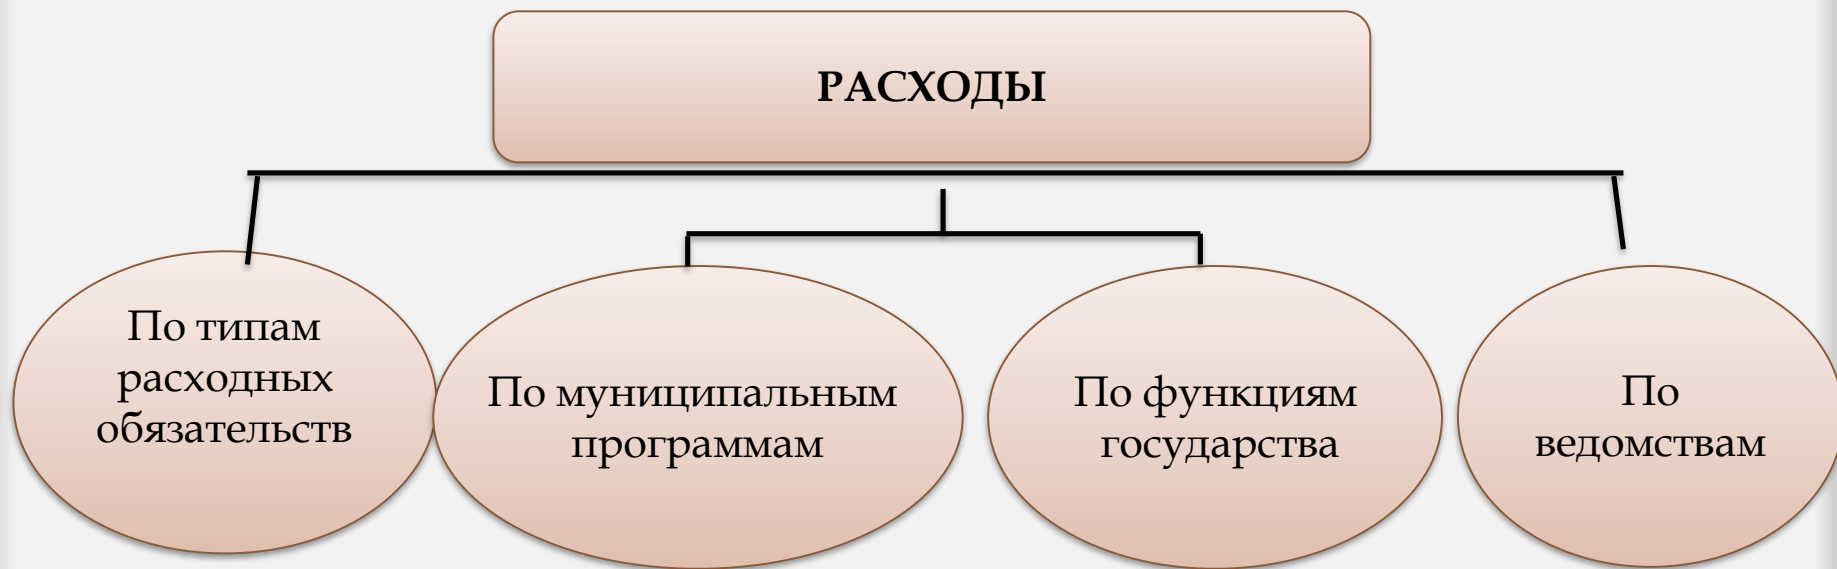 РАСХОДЫ
По типам
расходных
обязательств
По муниципальным
программам
По функциям
государства
По
ведомствам